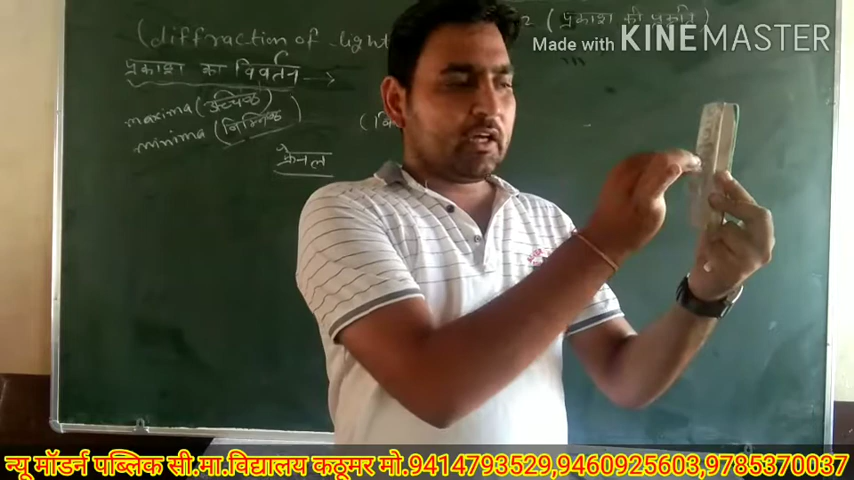 (diffraction of light
2 (प्रकाश की प्रकृति)
Made with KINEMASTER
प्रकाश का विवर्तन →
maxima (उच्चिष्ठ)
minima (निम्निष्ठ)
फ्रेनल
न्यू मॉडर्न पब्लिक सी.मा.विद्यालय कठूमर मो.9414793529,9460925603,9785370037